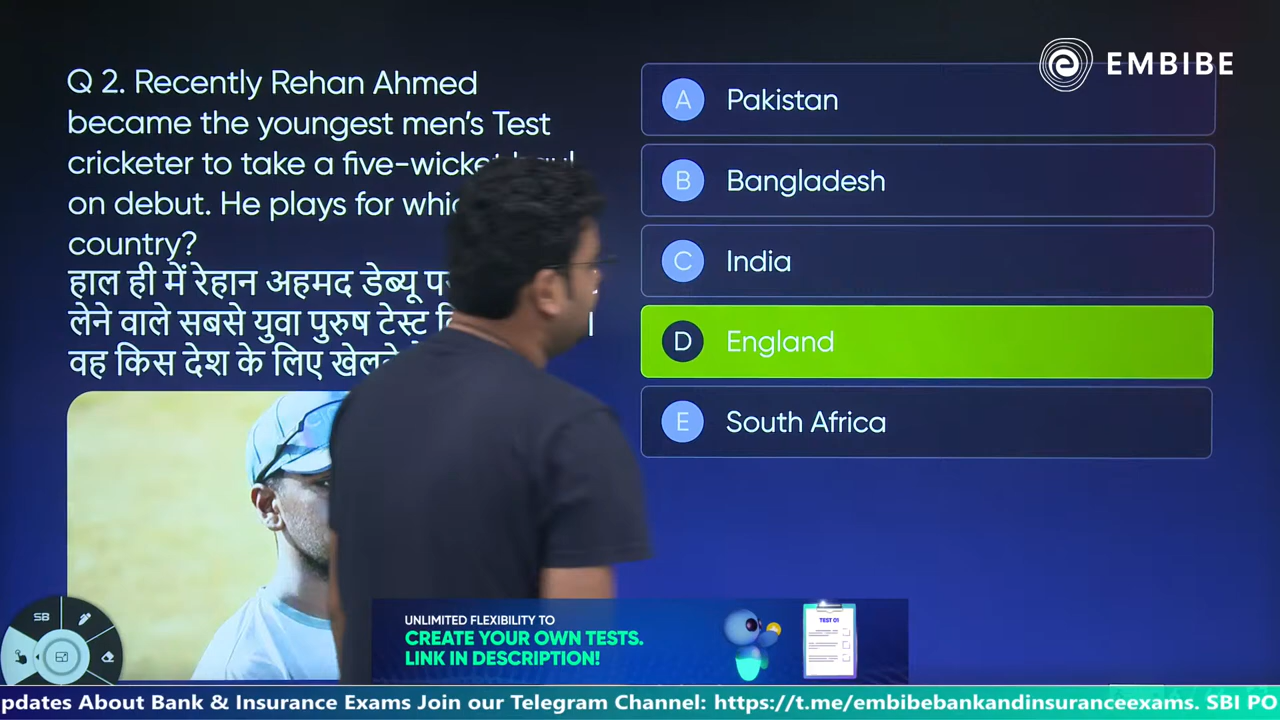 EMBIBE
Q 2. Recently Rehan Ahmed
became the youngest men's Test
cricketer to take a five-wicket haul
on debut. He plays for
country?
हाल ही में रेहान अहमद डेब्यू
लेने वाले सबसे युवा पुरुष टेस्ट
वह किस देश के लिए
A Pakistan
B Bangladesh
C India
D England
E South Africa
SB
UNLIMITED FLEXIBILITY TO
CREATE YOUR OWN TESTS.
LINK IN DESCRIPTION!
TEST 01
About Bank & Insurance Exams Join our Telegram Channel: https://t.me/embibebankandinsuranceexams. SBI PO